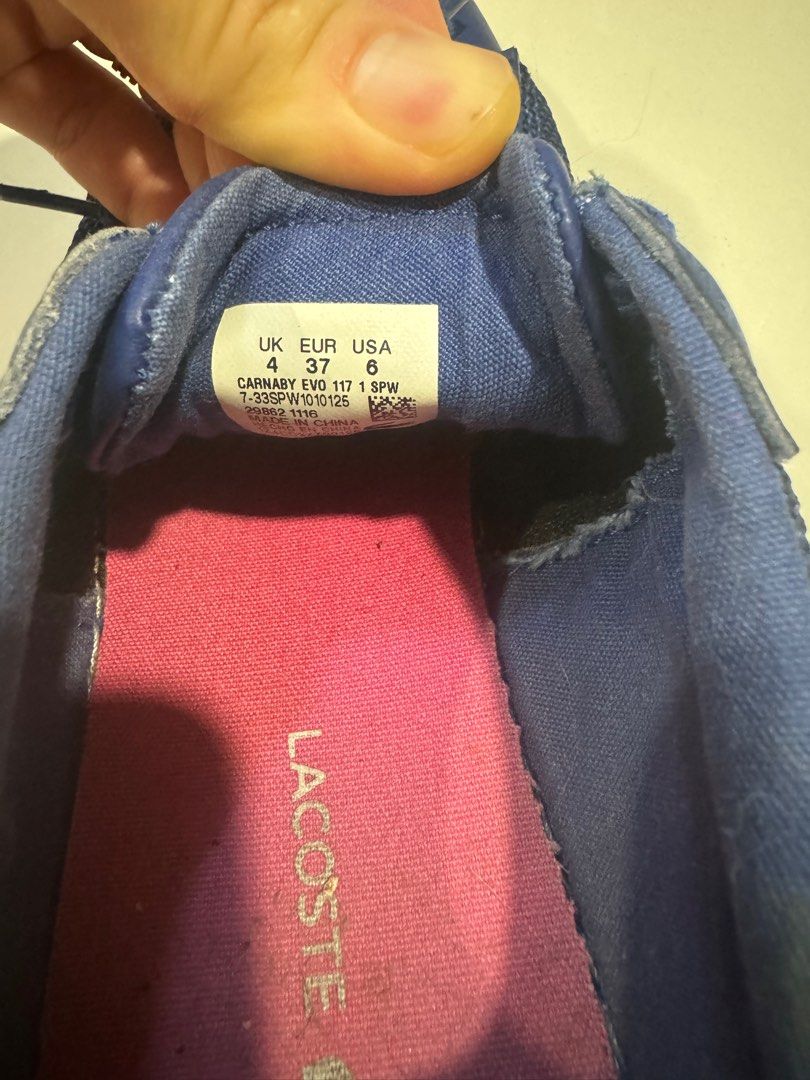 UK EUR USA
4 37 6
CARNABY EVO 117 1 SPW
7-33SPW1010125
29862 1116
MADE IN CHINA
LACOSTE